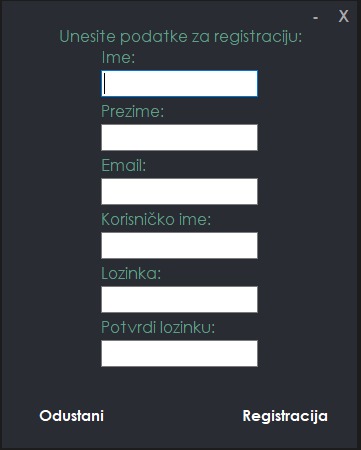 - X
Unesite podatke za registraciju:
Ime:
Prezime:
Email:
Korisničko ime:
Lozinka:
Potvrdi lozinku:
Odustani Registracija